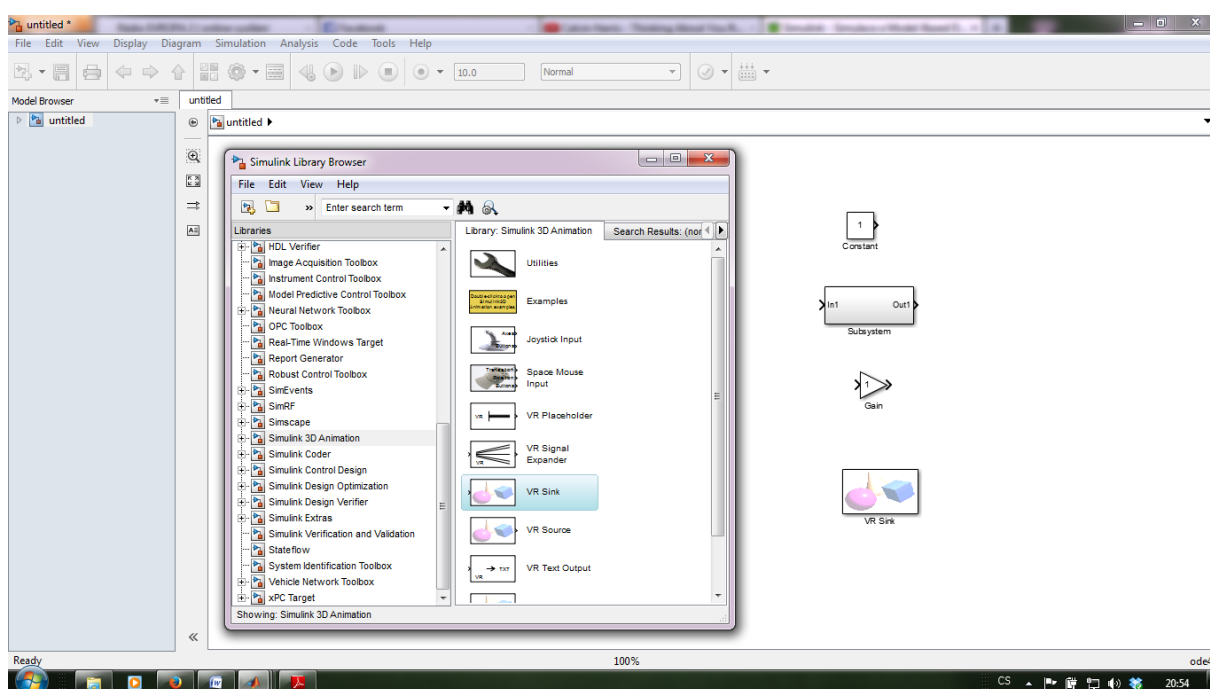 untitled *
File Edit View Display Diagram Simulation Analysis Code Tools Help
10.0 Normal
Model Browser untitled
untitled untitled
Simulink Library Browser
File Edit View Help
» Enter search term
Libraries Library: Simulink 3D Animation Search Results: (nor
HDL Verifier
Image Acquisition Toolbox
Instrument Control Toolbox
Model Predictive Control Toolbox
Neural Network Toolbox
OPC Toolbox
Real-Time Windows Target
Report Generator
Robust Control Toolbox
SimEvents
SimRF
Simscape
Simulink 3D Animation
Simulink Coder
Simulink Control Design
Simulink Design Optimization
Simulink Design Verifier
Simulink Extras
Simulink Verification and Validation
Stateflow
System Identification Toolbox
Vehicle Network Toolbox
xPC Target
Utilities
Examples
Joystick Input
Space Mouse
Input
VR Placeholder
VR
VR Signal
Expander
VR
VR Sink
VR Source
VR Text Output
TXT
VR
Showing: Simulink 3D Animation
1
Constant
In1 Out1
Subsystem
1
Gain
VR Sink
Ready 100% ode4
CS 20:54